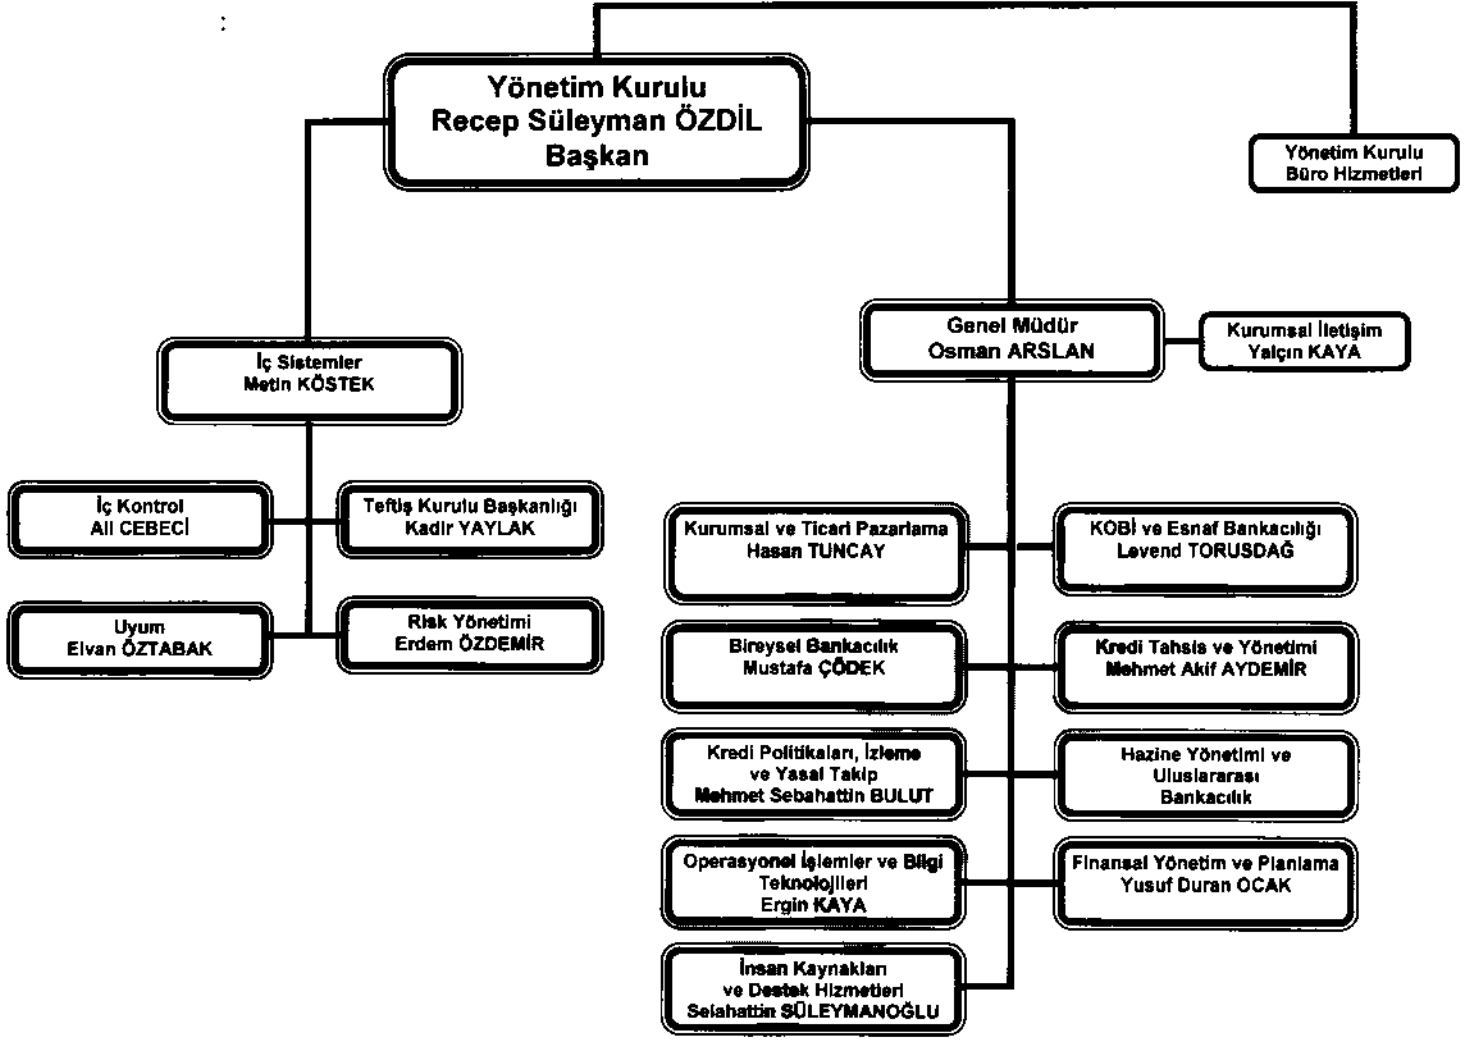 Yönetim Kurulu
Recep Süleyman ÖZDİL
Başkan
Yönetim Kurulu
Büro Hizmetleri
Genel Müdür
Osman ARSLAN
Kurumsal İletişim
Yalçın KAYA
İç Sistemler
Metin KÖSTEK
İç Kontrol
Ali CEBECİ
Teftiş Kurulu Başkanlığı
Kadir YAYLAK
Uyum
Elvan ÖZTABAK
Risk Yönetimi
Erdem ÖZDEMİR
Kurumsal ve Ticari Pazarlama
Hasan TUNCAY
KOBİ ve Esnaf Bankacılığı
Levend TORUSDAĞ
Bireysel Bankacılık
Mustafa ÇÖDEK
Kredi Tahsis ve Yönetimi
Mehmet Akif AYDEMİR
Kredi Politikaları, İzleme
ve Yasal Takip
Mehmet Sebahattin BULUT
Hazine Yönetimi ve
Uluslararası
Bankacılık
Operasyonel İşlemler ve Bilgi
Teknolojileri
Ergin KAYA
Finansal Yönetim ve Planlama
Yusuf Duran OCAK
İnsan Kaynakları
ve Destek Hizmetleri
Selahattin SÜLEYMANOĞLU